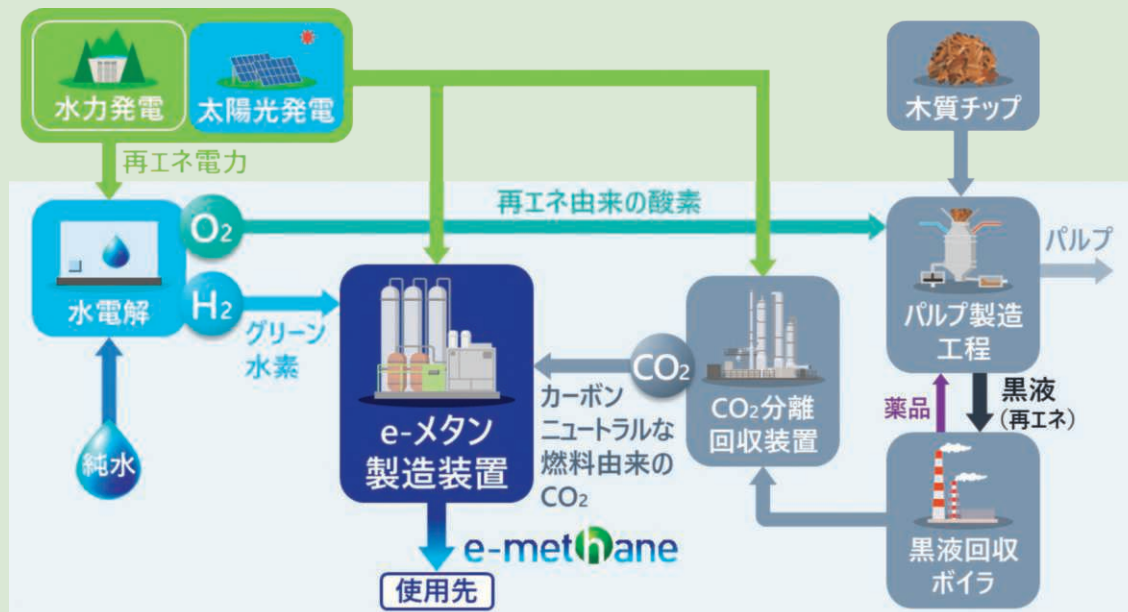 水力発電
太陽光発電
木質チップ
再エネ電力
再エネ由来の酸素
O2
水電解
H2
グリーン
水素
純水
e-メタン
製造装置
CO2
カーボン
ニュートラルな
燃料由来の
CO2
CO2分離
回収装置
パルプ製造
工程
パルプ
薬品
黒液
(再エネ)
黒液回収
ボイラ
e-methane
使用先